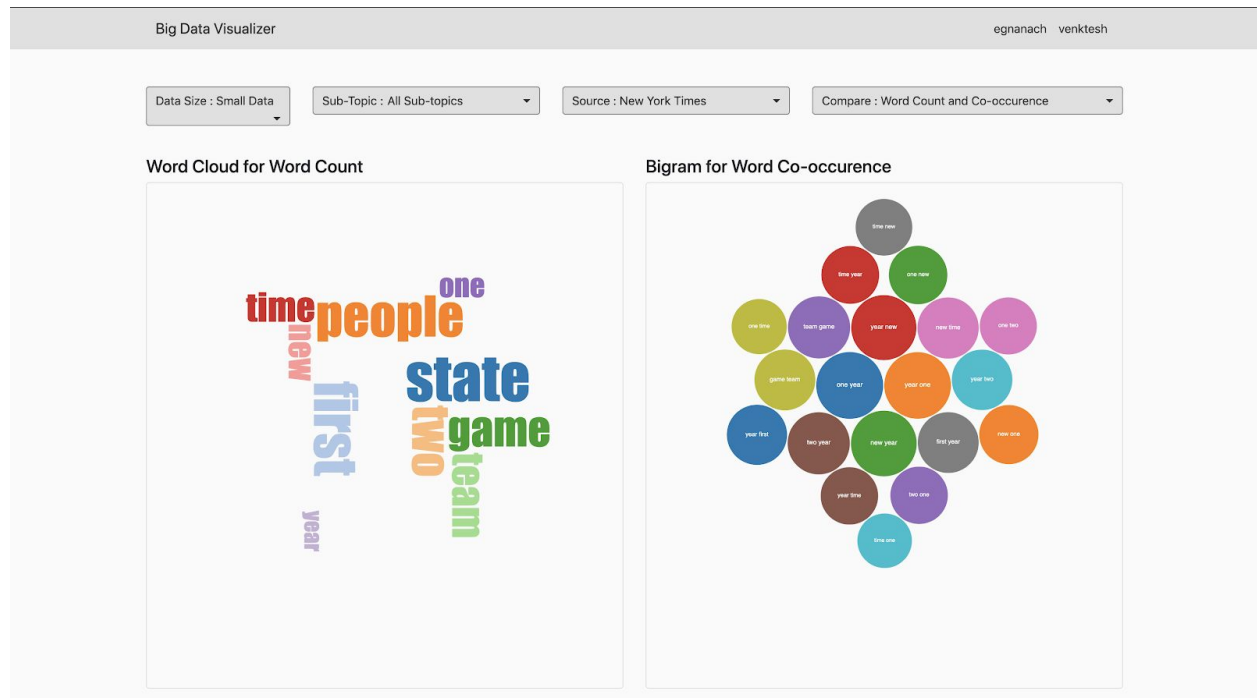 Big Data Visualizer egnanach venktesh
Data Size : Small Data Sub-Topic : All Sub-topics Source : New York Times Compare : Word Count and Co-occurence
Word Cloud for Word Count Bigram for Word Co-occurence
one
time
people
new
state
first
two
game
team
year
time new
time year
one new
one time
team game
year new
new time
one two
game team
one year
year one
year two
year first
two year
new year
first year
new one
year time
two one
time one